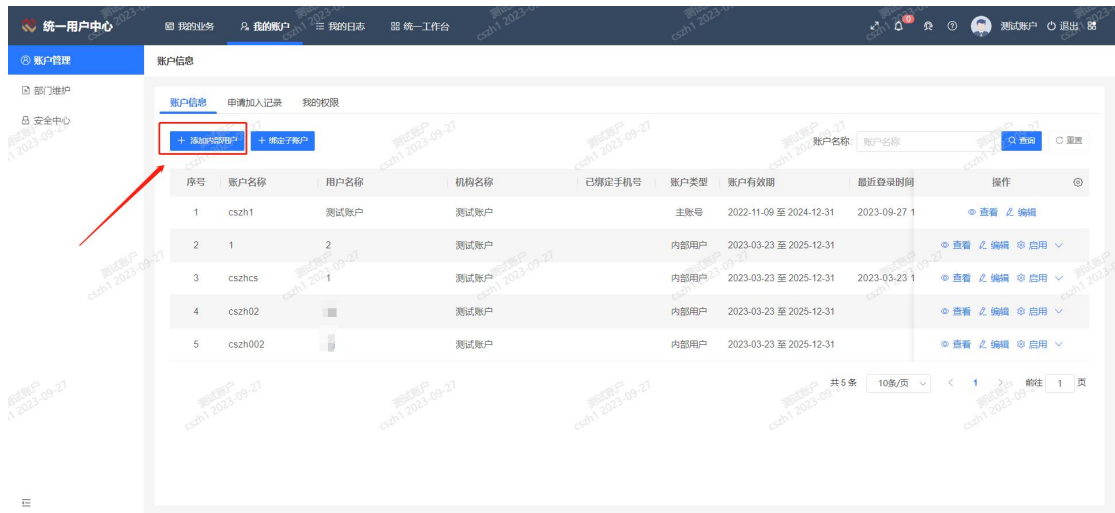 统一用户中心 我的业务 我的账户 我的日志 统一工作台 0 测试账户 退出
账户管理 账户信息
部门维护
安全中心
账户信息 申请加入记录 我的权限
+ 添加内部用户 + 绑定子账户 账户名称: 账户名称 查询 重置
序号 账户名称 用户名称 机构名称 已绑定手机号 账户类型 账户有效期 最近登录时间 操作
1 cszh1 测试账户 测试账户 主账号 2022-11-09 至 2024-12-31 2023-09-27 1 查看 编辑
2 1 2 测试账户 内部用户 2023-03-23 至 2025-12-31 查看 编辑 启用
3 cszhcs 1 测试账户 内部用户 2023-03-23 至 2025-12-31 2023-03-23 1 查看 编辑 启用
4 cszh02 测试账户 内部用户 2023-03-23 至 2025-12-31 查看 编辑 启用
5 cszh002 测试账户 内部用户 2023-03-23 至 2025-12-31 查看 编辑 启用
共 5 条 10条/页 < 1 > 前往 1 页
测试账户
cszh1 2023-09-27